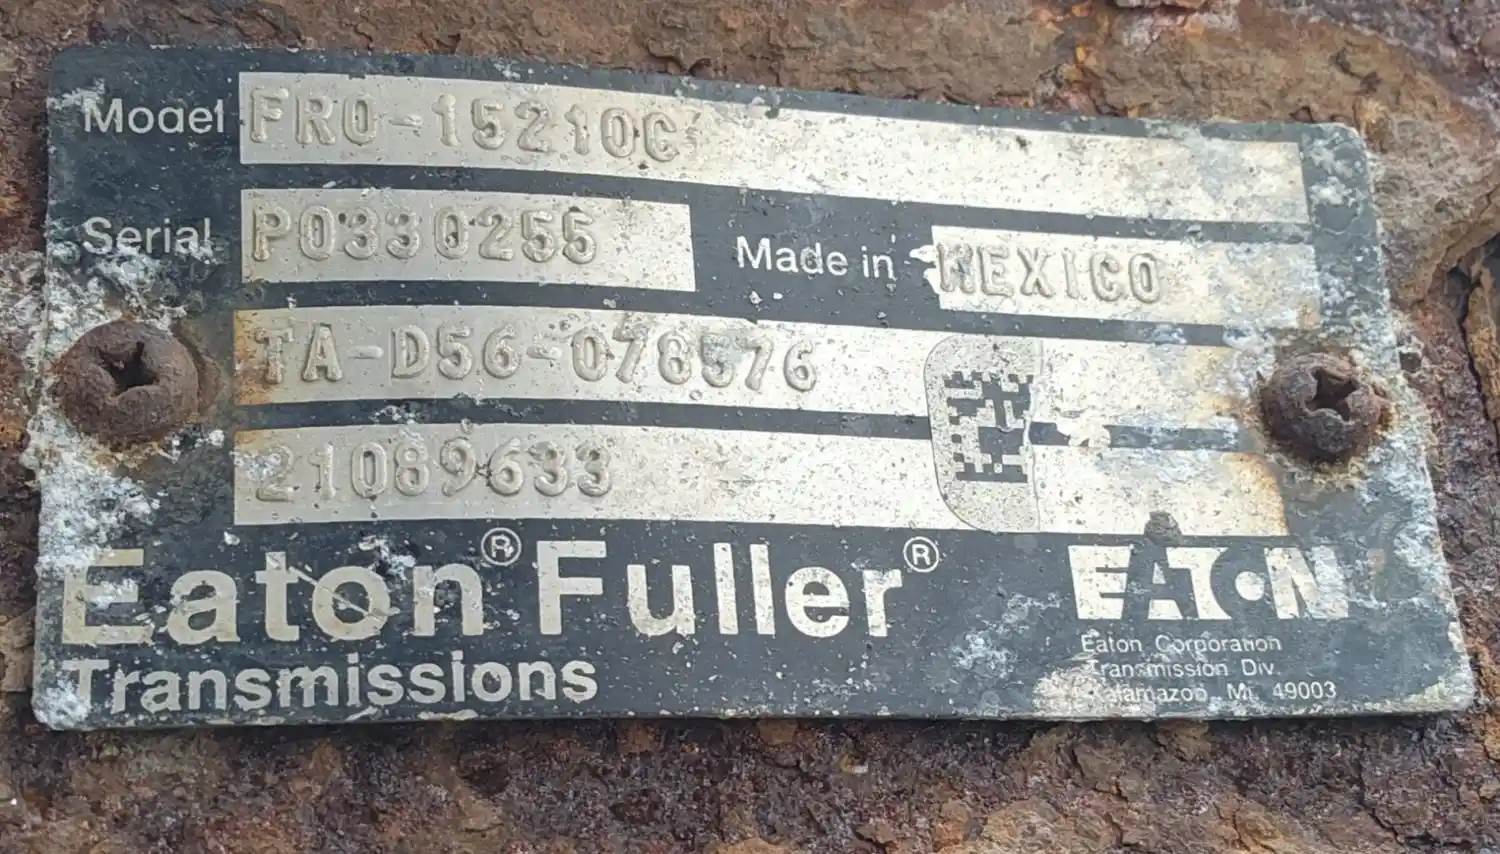 Model FRO-15210C
Serial P0330255 Made in MEXICO
TA-D56-078576
21089633
Eaton® Fuller®
Transmissions
EATON
Eaton Corporation
Transmission Div.
Kalamazoo, MI. 49003